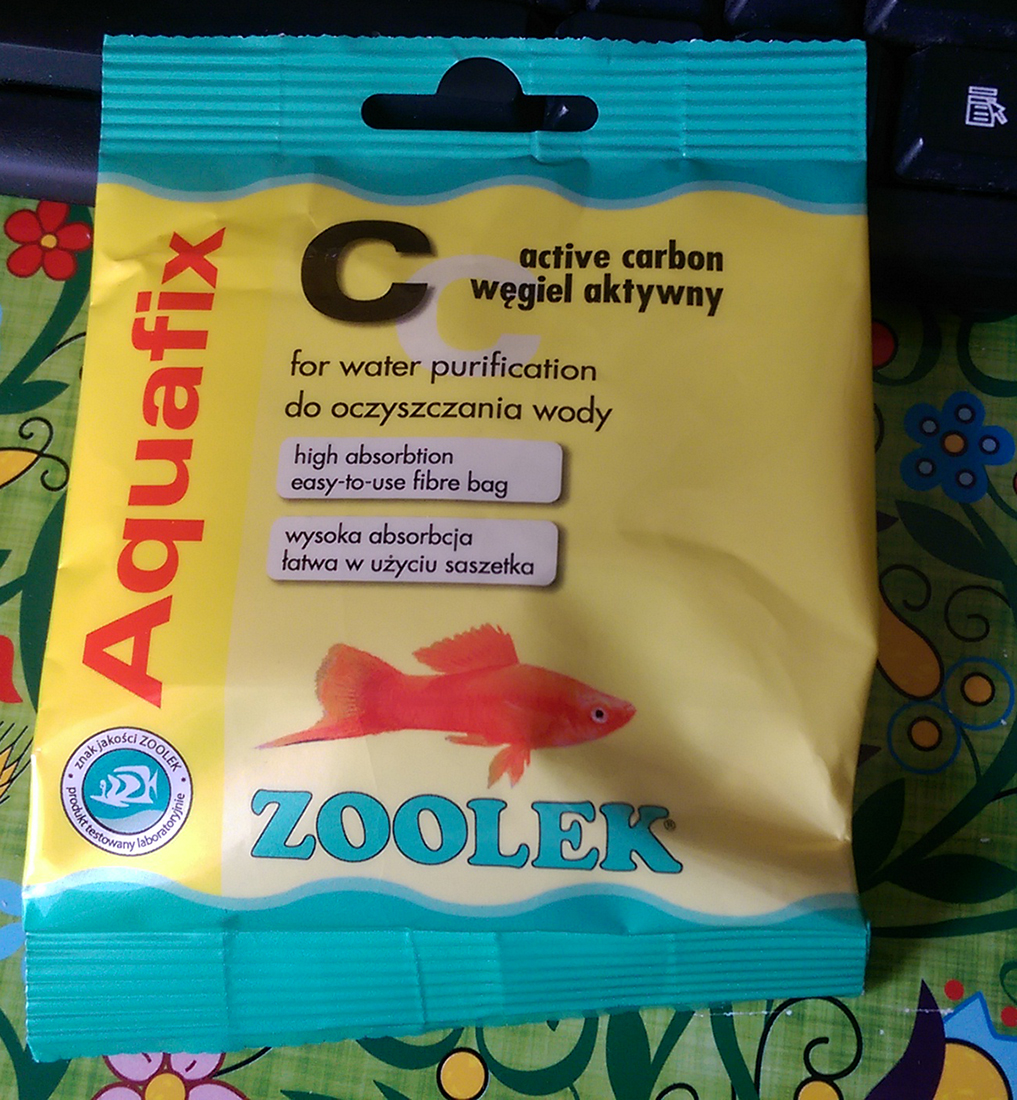 Aquafix
C
active carbon
węgiel aktywny
for water purification
do oczyszczania wody
high absorbtion
easy-to-use fibre bag
wysoka absorbcja
łatwa w użyciu saszetka
znak jakości ZOOLEK
produkt testowany laboratoryjnie
ZOOLEK®